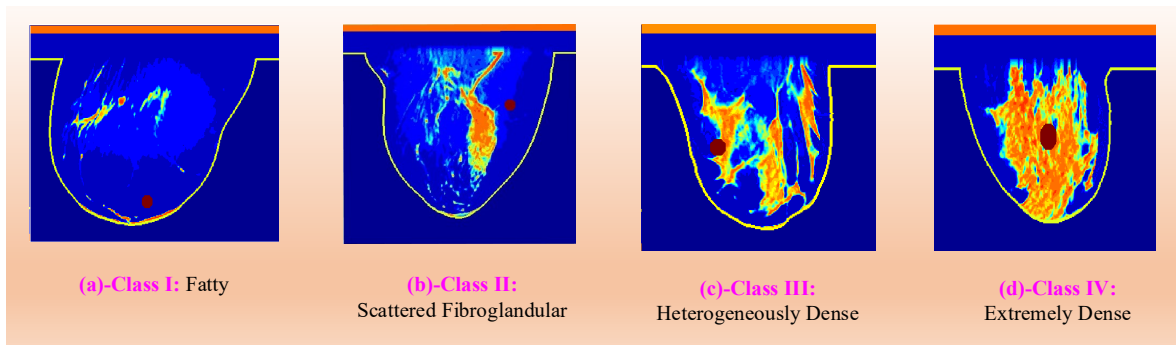 (a)-Class I: Fatty
(b)-Class II:
Scattered Fibroglandular
(c)-Class III:
Heterogeneously Dense
(d)-Class IV:
Extremely Dense